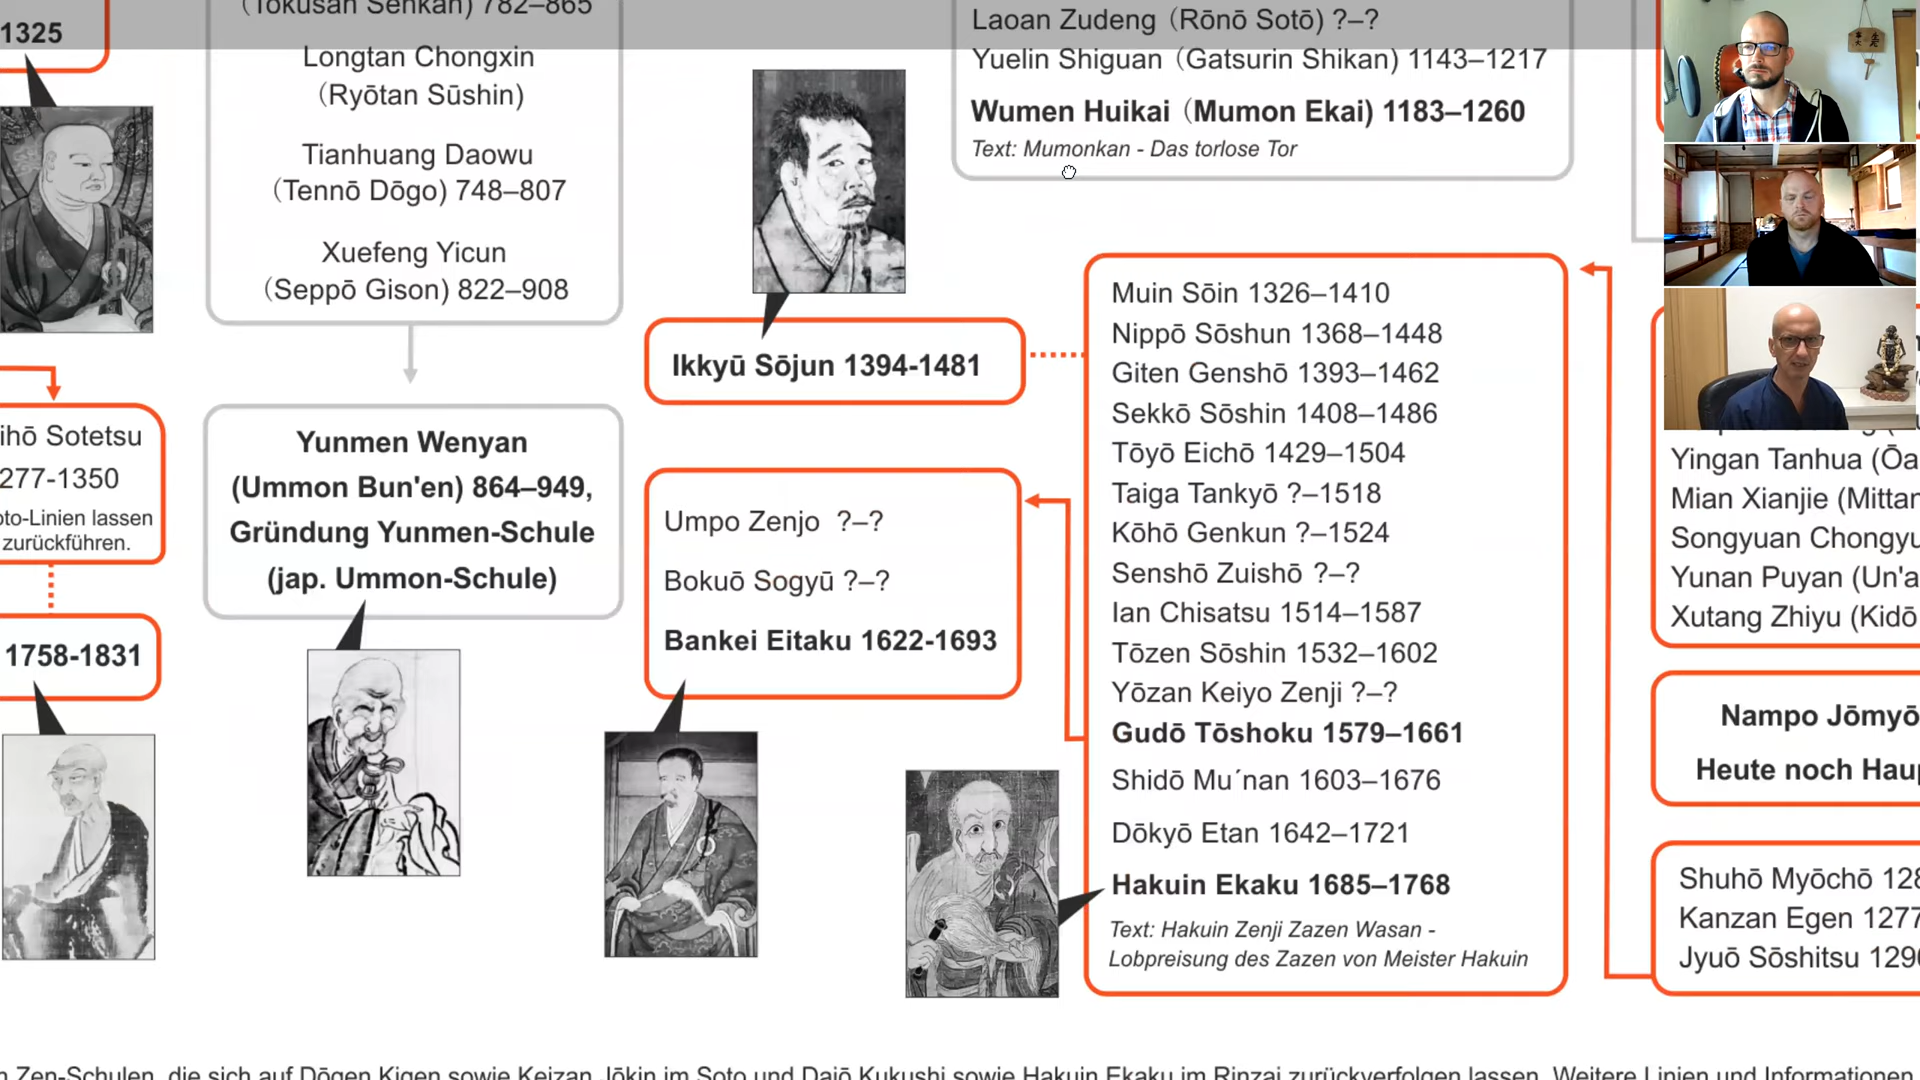 1325
(Tokusan Senkan) 782–865
Longtan Chongxin
(Ryōtan Sūshin)
Tianhuang Daowu
(Tennō Dōgo) 748–807
Xuefeng Yicun
(Seppō Gison) 822–908
Laoan Zudeng (Rōnō Sotō) ?–?
Yuelin Shiguan (Gatsurin Shikan) 1143–1217
Wumen Huikai (Mumon Ekai) 1183–1260
Text: Mumonkan - Das torlose Tor
Ikkyū Sōjun 1394-1481
ihō Sotetsu
277-1350
oto-Linien lassen
zurückführen.
1758-1831
Yunmen Wenyan
(Ummon Bun'en) 864–949,
Gründung Yunmen-Schule
(jap. Ummon-Schule)
Umpo Zenjo ?–?
Bokuō Sogyū ?–?
Bankei Eitaku 1622-1693
Muin Sōin 1326–1410
Nippō Sōshun 1368–1448
Giten Genshō 1393–1462
Sekkō Sōshin 1408–1486
Tōyō Eichō 1429–1504
Taiga Tankyō ?–1518
Kōhō Genkun ?–1524
Senshō Zuishō ?–?
Ian Chisatsu 1514–1587
Tōzen Sōshin 1532–1602
Yōzan Keiyo Zenji ?–?
Gudō Tōshoku 1579–1661
Shidō Mu´nan 1603–1676
Dōkyō Etan 1642–1721
Hakuin Ekaku 1685–1768
Text: Hakuin Zenji Zazen Wasan -
Lobpreisung des Zazen von Meister Hakuin
Yingan Tanhua (Ōa
Mian Xianjie (Mittan
Songyuan Chongyu
Yunan Puyan (Un'a
Xutang Zhiyu (Kidō
Nampo Jōmyō
Heute noch Haup
Shuhō Myōchō 128
Kanzan Egen 1277
Jyuō Sōshitsu 1296
n Zen-Schulen, die sich auf Dōgen Kigen sowie Keizan Jōkin im Soto und Daiō Kukushi sowie Hakuin Ekaku im Rinzai zurückverfolgen lassen. Weitere Linien und Informationen